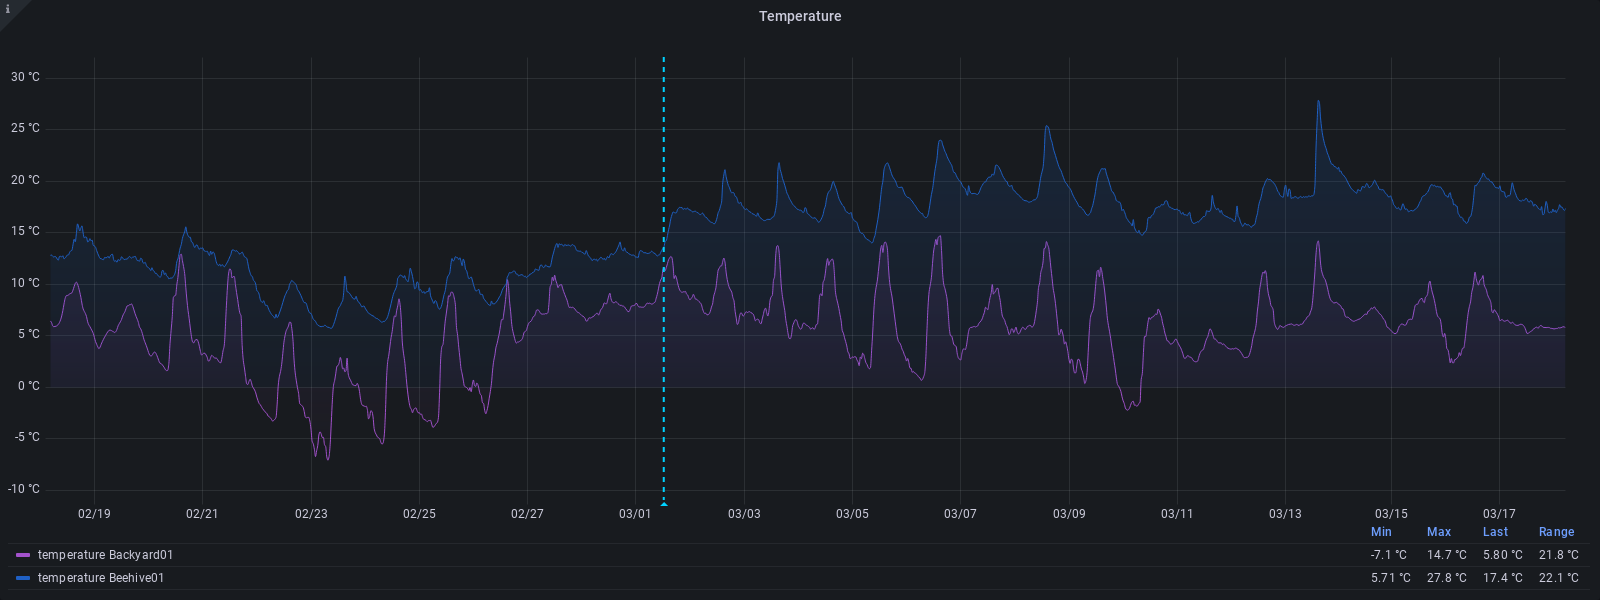 i
Temperature
30 °C
25 °C
20 °C
15 °C
10 °C
5 °C
0 °C
-5 °C
-10 °C
02/19 02/21 02/23 02/25 02/27 03/01 03/03 03/05 03/07 03/09 03/11 03/13 03/15 03/17
Min Max Last Range
temperature Backyard01 -7.1 °C 14.7 °C 5.80 °C 21.8 °C
temperature Beehive01 5.71 °C 27.8 °C 17.4 °C 22.1 °C